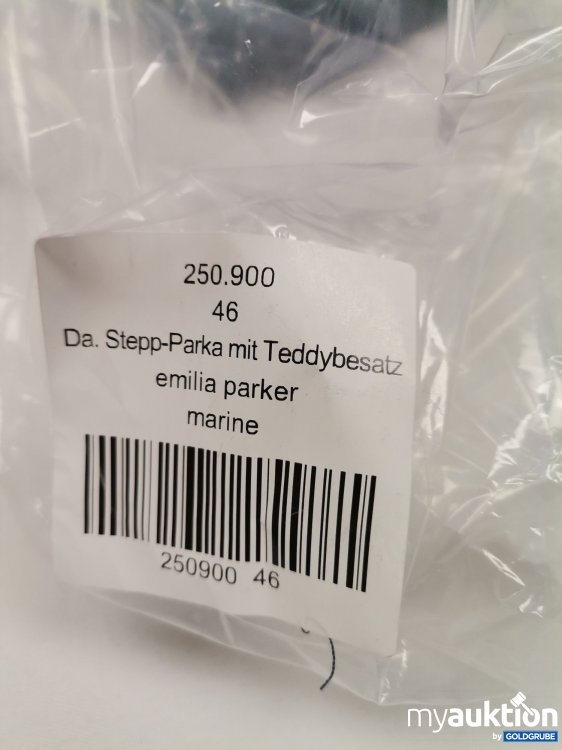 250.900
46
Da. Stepp-Parka mit Teddybesatz
emilia parker
marine
250900 46
myauktion
by GOLDGRUBE